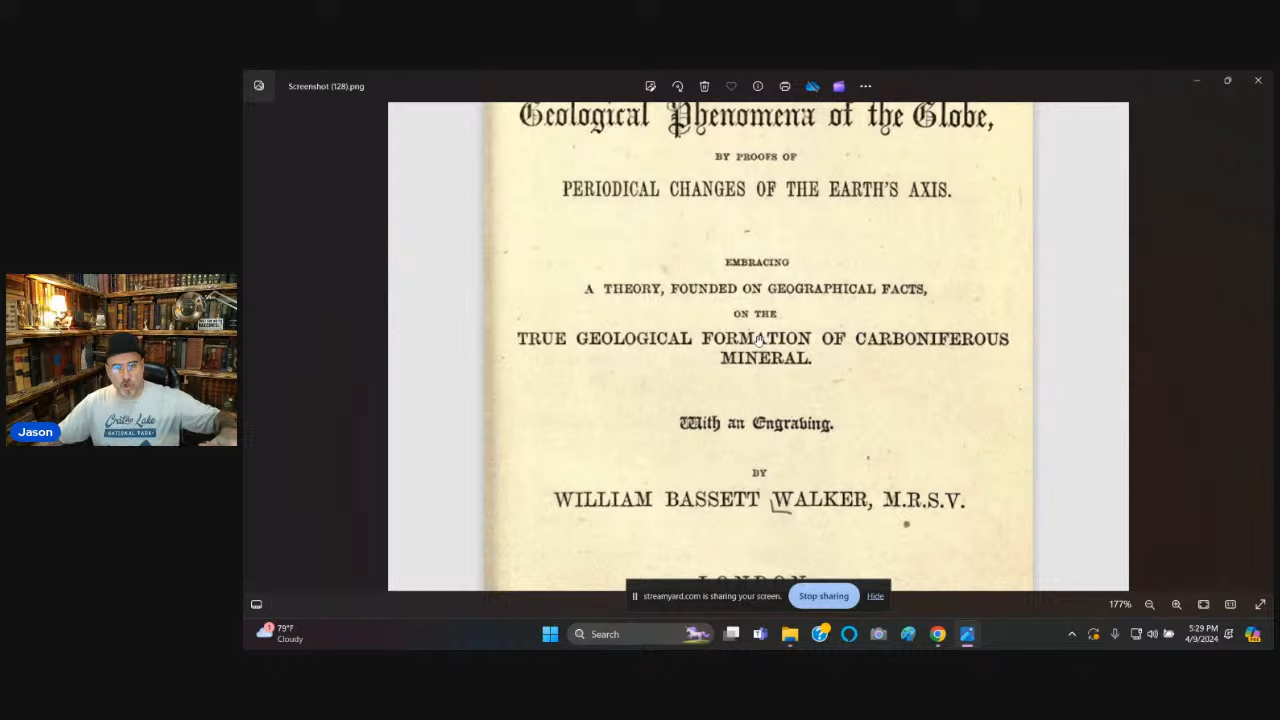 Screenshot (128).png
Geological Phenomena of the Globe,
BY PROOFS OF
PERIODICAL CHANGES OF THE EARTH'S AXIS.
EMBRACING
A THEORY, FOUNDED ON GEOGRAPHICAL FACTS,
ON THE
TRUE GEOLOGICAL FORMATION OF CARBONIFEROUS
MINERAL.
With an Engraving.
BY
WILLIAM BASSETT WALKER, M.R.S.V.
LONDON
Jason
Crater Lake
NATIONAL PARK
streamyard.com is sharing your screen.
Stop sharing
Hide
177%
1
79°F
Cloudy
Search
5:29 PM
4/9/2024